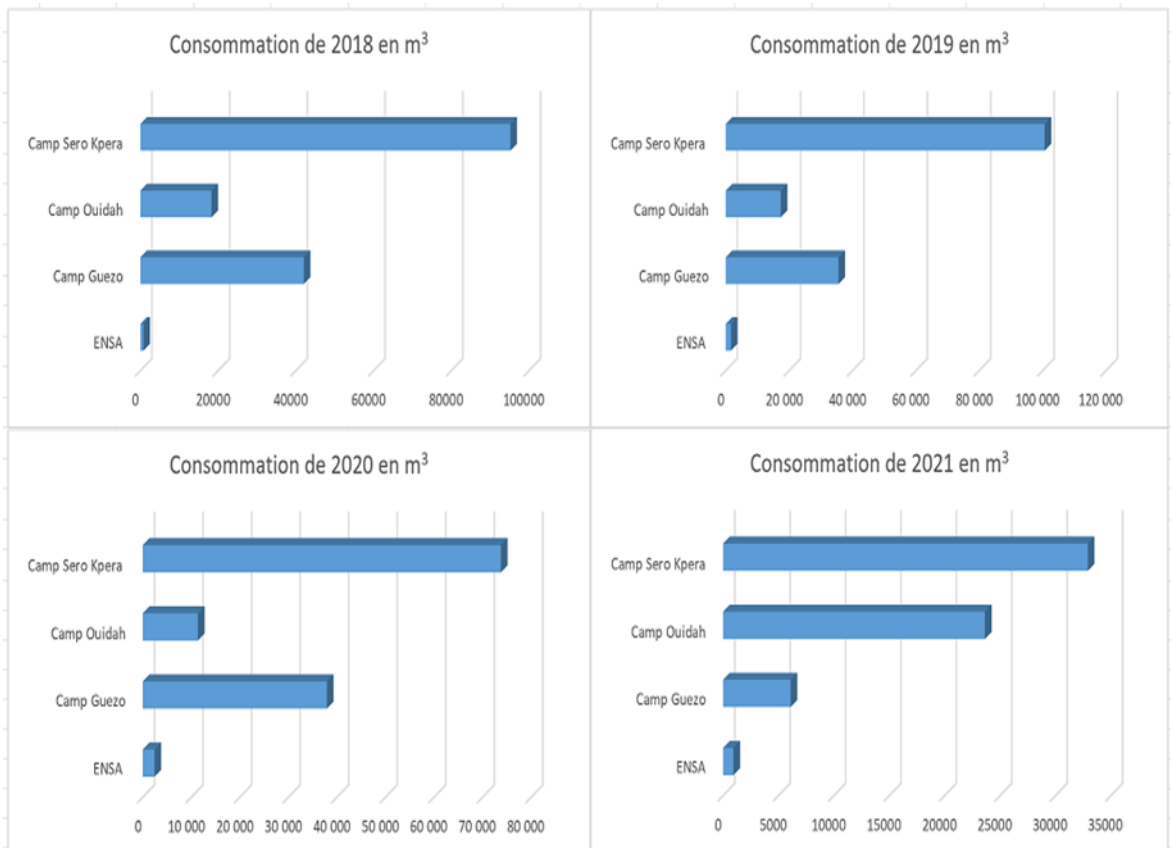 Consommation de 2018 en m³
Camp Sero Kpera
Camp Ouidah
Camp Guezo
ENSA
0 20000 40000 60000 80000 100000
Consommation de 2019 en m³
Camp Sero Kpera
Camp Ouidah
Camp Guezo
ENSA
0 20 000 40 000 60 000 80 000 100 000 120 000
Consommation de 2020 en m³
Camp Sero Kpera
Camp Ouidah
Camp Guezo
ENSA
0 10 000 20 000 30 000 40 000 50 000 60 000 70 000 80 000
Consommation de 2021 en m³
Camp Sero Kpera
Camp Ouidah
Camp Guezo
ENSA
0 5000 10000 15000 20000 25000 30000 35000